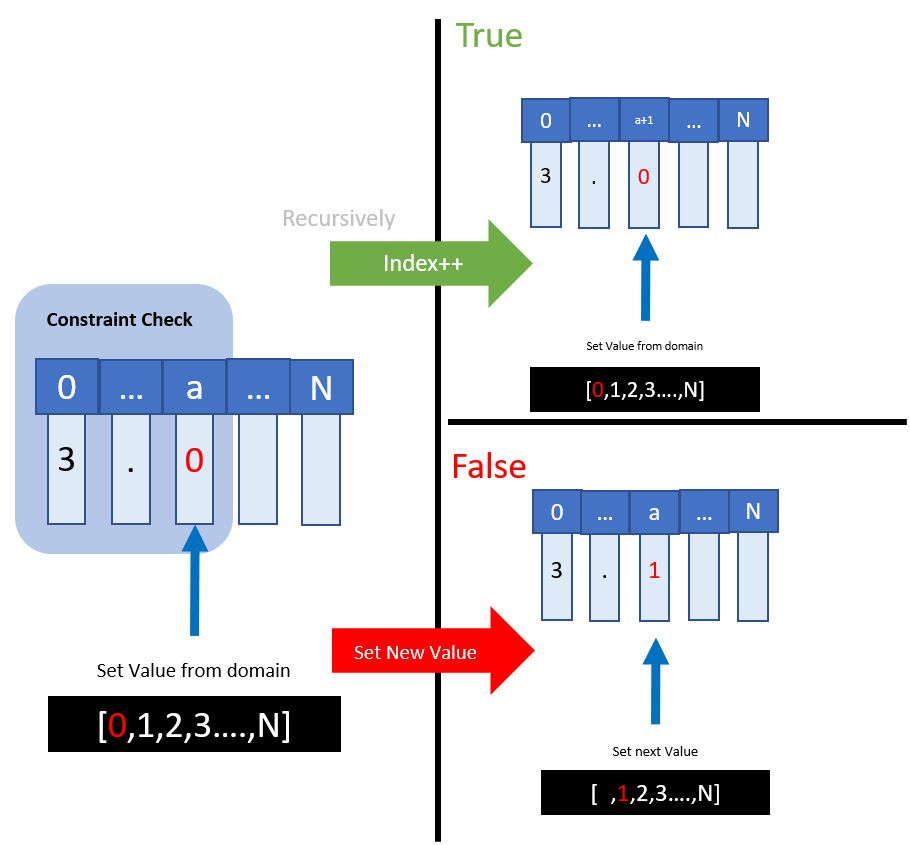 True
0 ... a+1 ... N
3 . 0
Recursively
Index++
Set Value from domain
[0,1,2,3....,N]
Constraint Check
0 ... a ... N
3 . 0
Set Value from domain
[0,1,2,3....,N]
False
0 ... a ... N
3 . 1
Set New Value
Set next Value
[ ,1,2,3....,N]